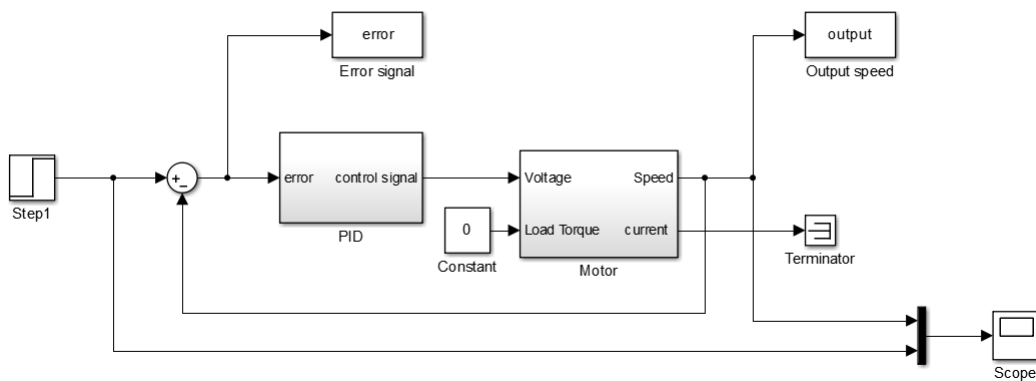 error
Error signal
output
Output speed
Step1
+
−
error
control signal
PID
0
Constant
Voltage
Speed
Load Torque
current
Motor
Terminator
Scope